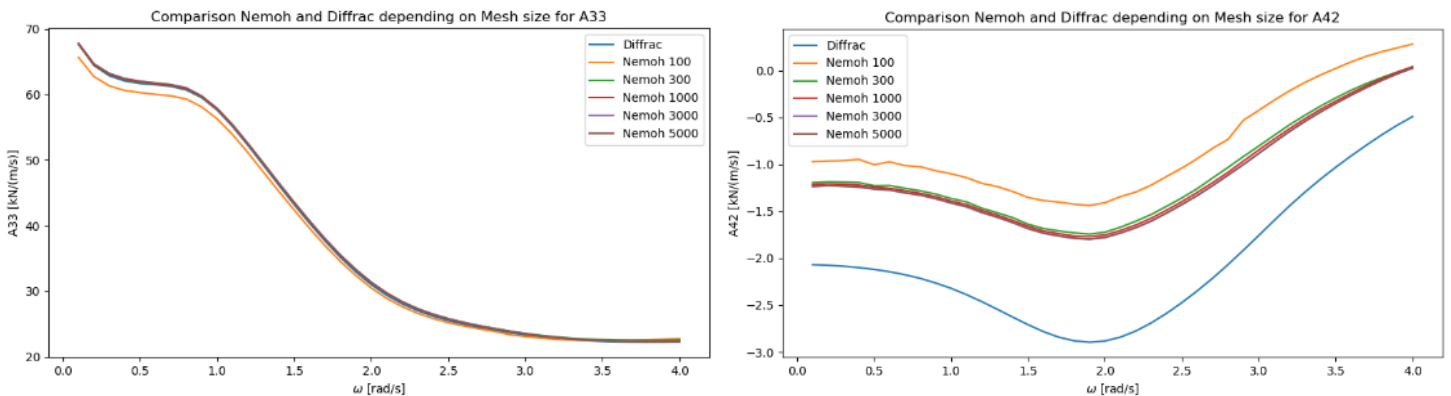 Comparison Nemoh and Diffrac depending on Mesh size for A33
70
60
50
40
30
20
A33 [kN/(m/s)]
0.0 0.5 1.0 1.5 2.0 2.5 3.0 3.5 4.0
ω [rad/s]
Diffrac
Nemoh 100
Nemoh 300
Nemoh 1000
Nemoh 3000
Nemoh 5000
Comparison Nemoh and Diffrac depending on Mesh size for A42
0.0
−0.5
−1.0
−1.5
−2.0
−2.5
−3.0
A42 [kN/(m/s)]
0.0 0.5 1.0 1.5 2.0 2.5 3.0 3.5 4.0
ω [rad/s]
Diffrac
Nemoh 100
Nemoh 300
Nemoh 1000
Nemoh 3000
Nemoh 5000